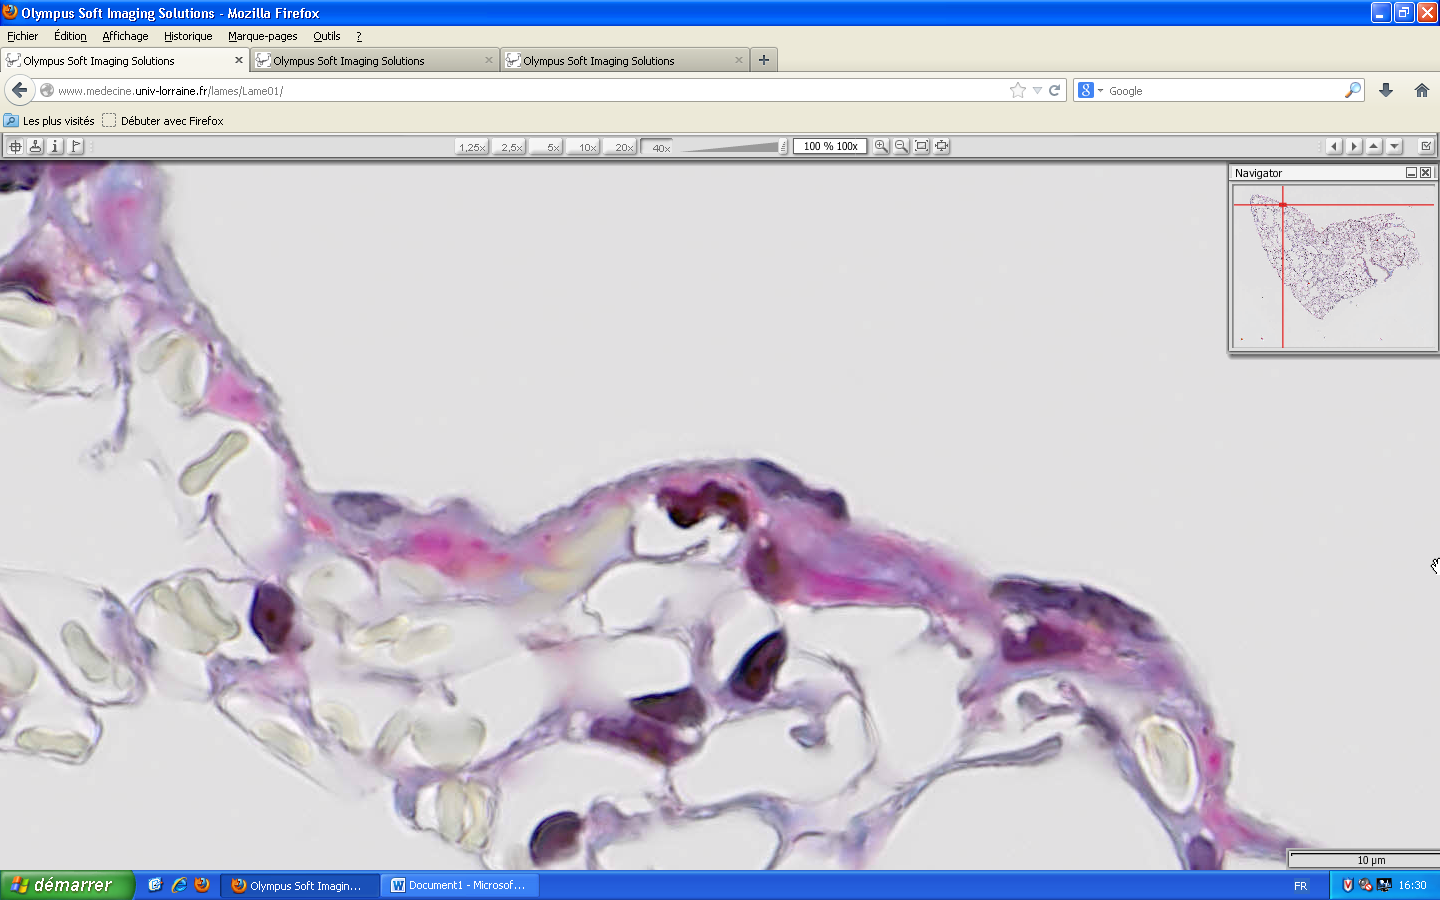 Olympus Soft Imaging Solutions - Mozilla Firefox
Fichier Édition Affichage Historique Marque-pages Outils ?
Olympus Soft Imaging Solutions Olympus Soft Imaging Solutions Olympus Soft Imaging Solutions
www.medecine.univ-lorraine.fr/lames/Lame01/ Google
Les plus visités Débuter avec Firefox
1,25x 2,5x 5x 10x 20x 40x 100 % 100x
Navigator
10 µm
démarrer Olympus Soft Imagin... Document1 - Microsof... FR 16:30